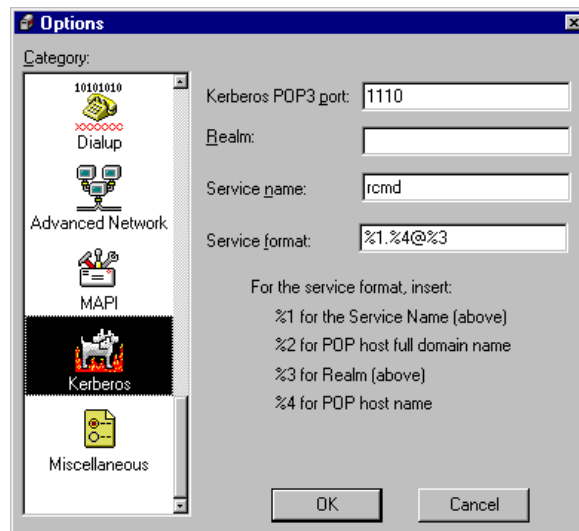 Options
Category:
10101010
Dialup
Advanced Network
MAPI
Kerberos
Miscellaneous
Kerberos POP3 port: 1110
Realm:
Service name: rcmd
Service format: %1.%4@%3
For the service format, insert:
%1 for the Service Name (above)
%2 for POP host full domain name
%3 for Realm (above)
%4 for POP host name
OK Cancel